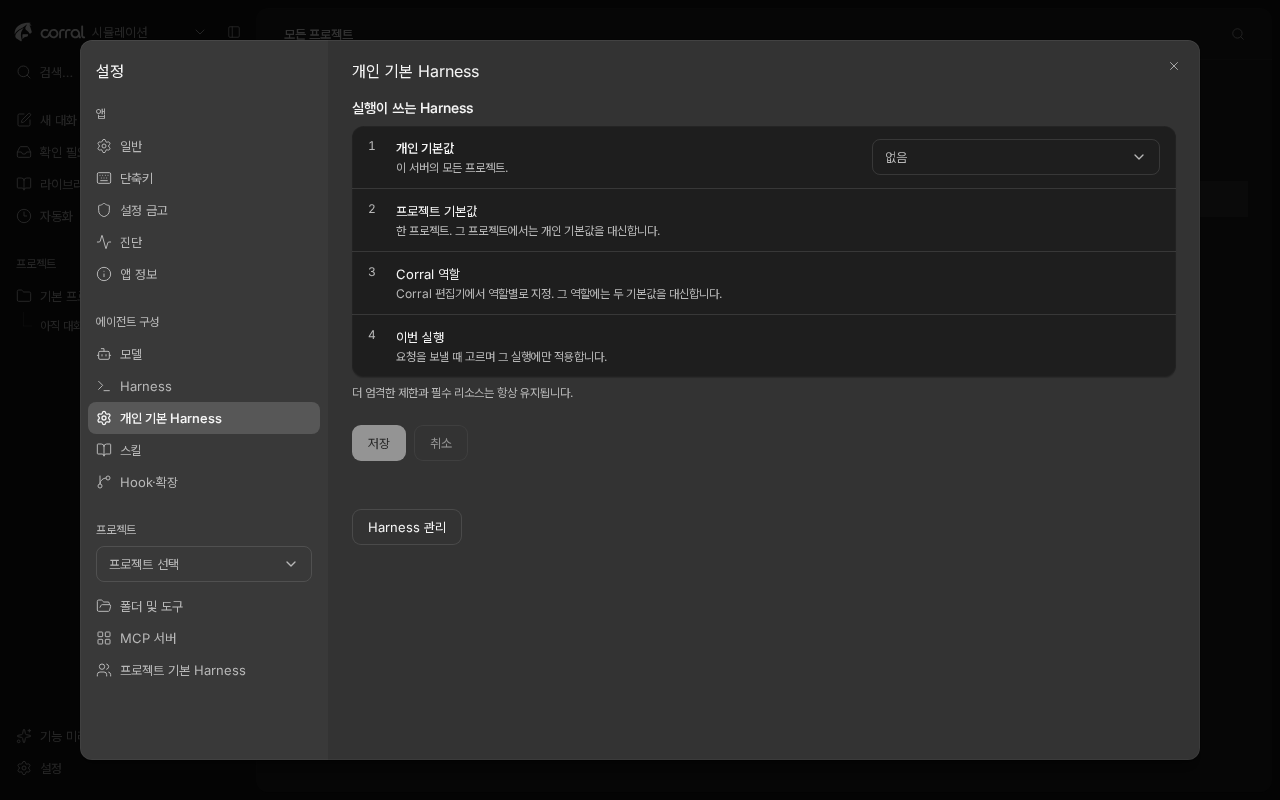 corral 시뮬레이션
모든 프로젝트
검색...
새 대화
확인 필
라이브러
자동화
프로젝트
기본 프
아직 대화
기능 미
설정
설정
앱
일반
단축키
설정 금고
진단
앱 정보
에이전트 구성
모델
Harness
개인 기본 Harness
스킬
Hook·확장
프로젝트
프로젝트 선택
폴더 및 도구
MCP 서버
프로젝트 기본 Harness
개인 기본 Harness
실행이 쓰는 Harness
1 개인 기본값
이 서버의 모든 프로젝트.
없음
2 프로젝트 기본값
한 프로젝트. 그 프로젝트에서는 개인 기본값을 대신합니다.
3 Corral 역할
Corral 편집기에서 역할별로 지정. 그 역할에는 두 기본값을 대신합니다.
4 이번 실행
요청을 보낼 때 고르며 그 실행에만 적용합니다.
더 엄격한 제한과 필수 리소스는 항상 유지됩니다.
저장 취소
Harness 관리